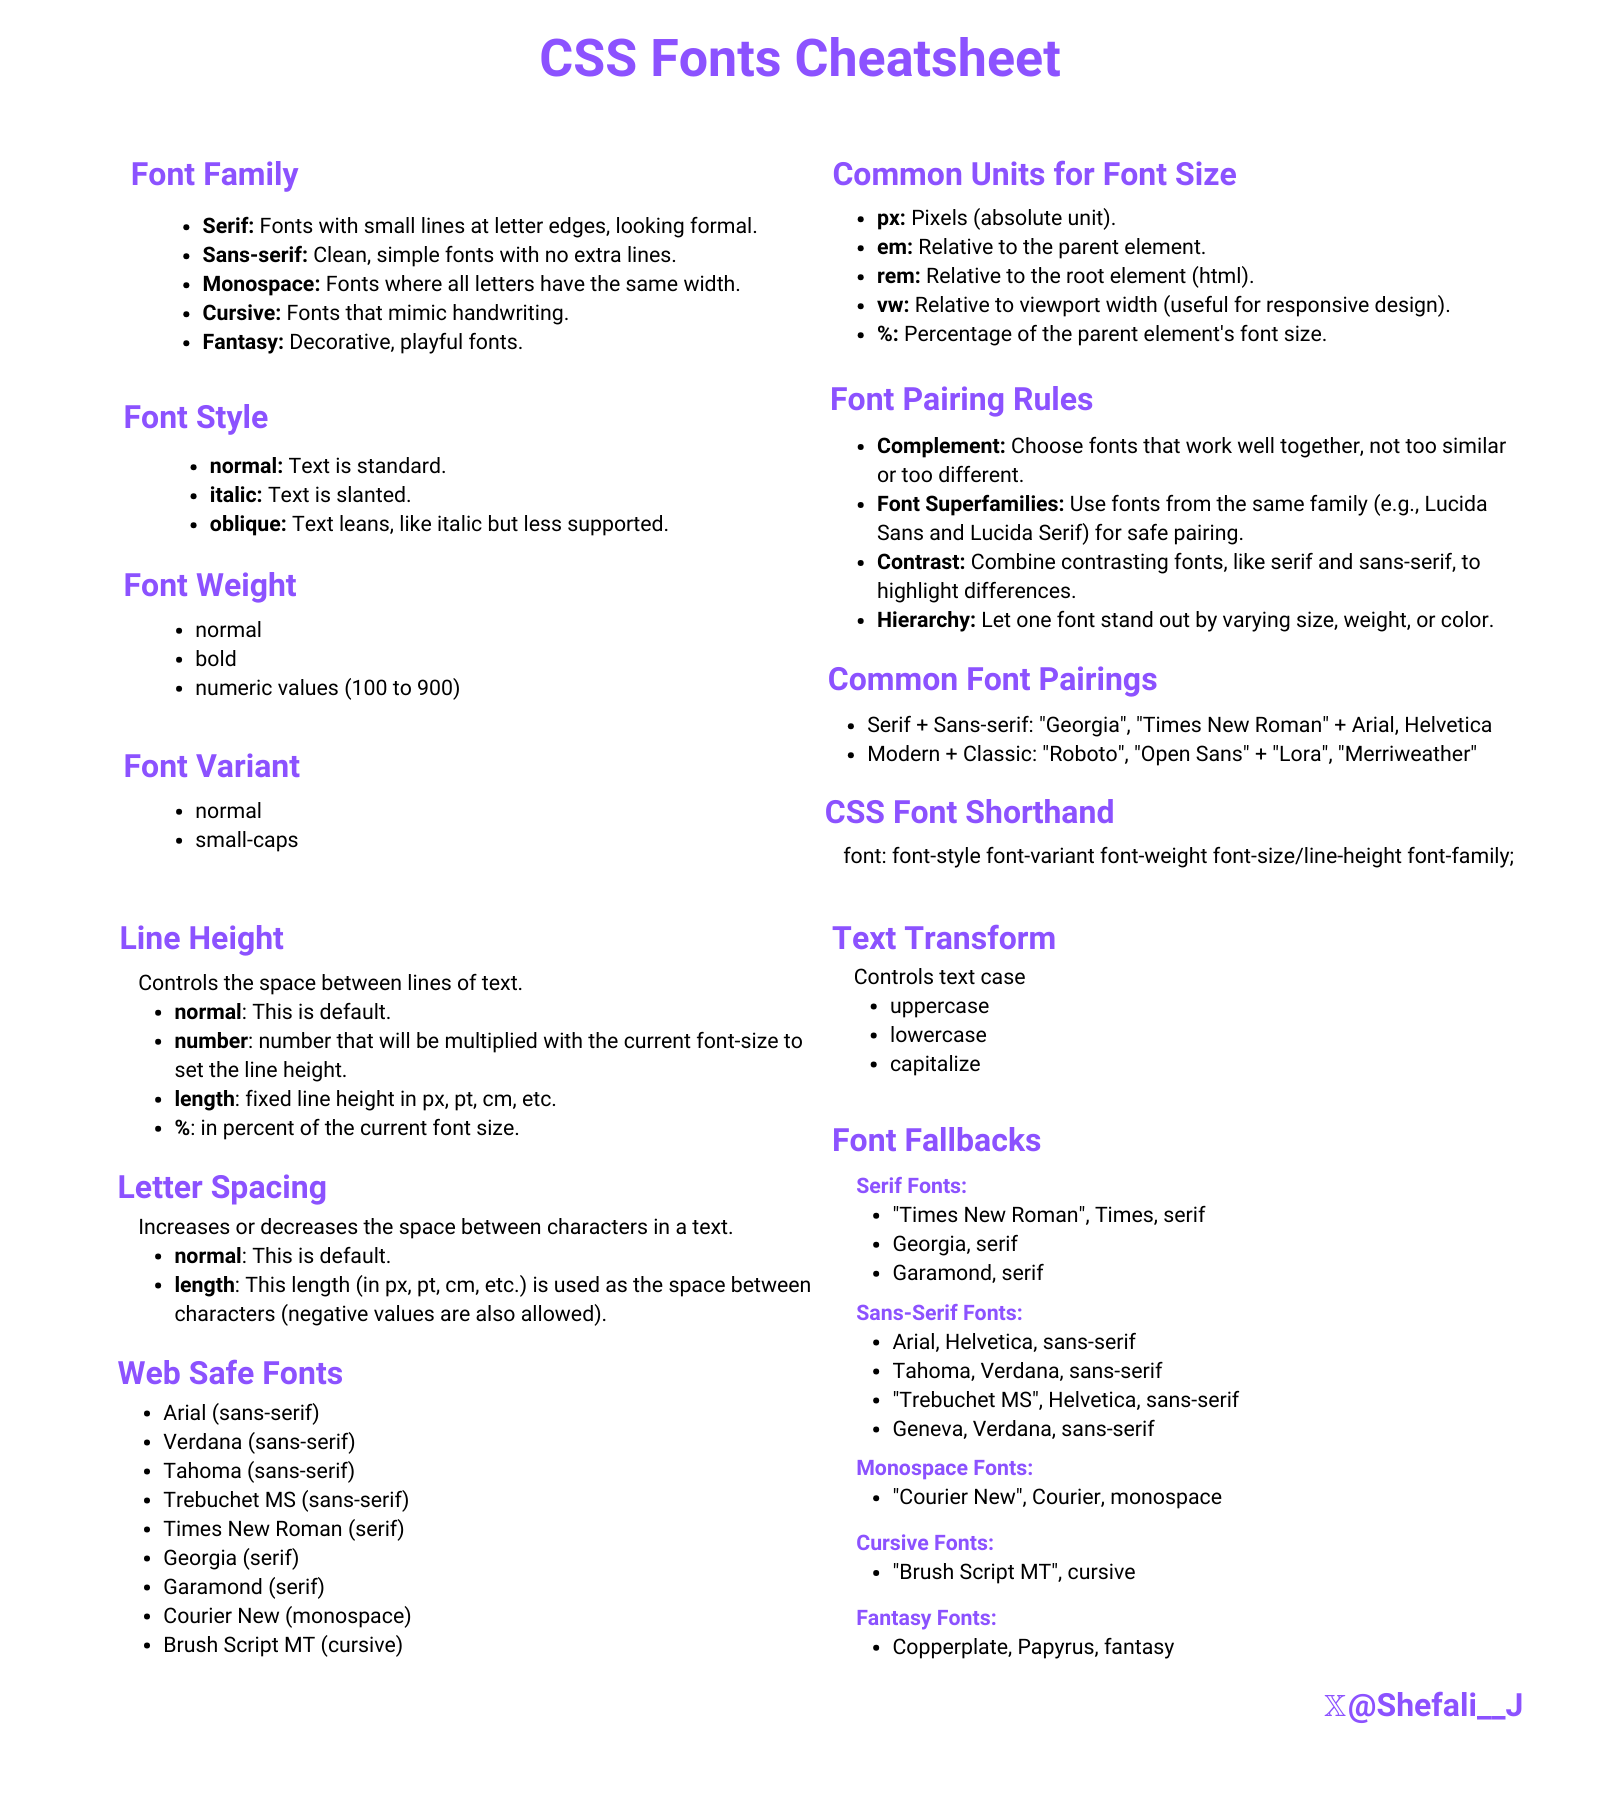 CSS Fonts Cheatsheet
Font Family
• Serif: Fonts with small lines at letter edges, looking formal.
• Sans-serif: Clean, simple fonts with no extra lines.
• Monospace: Fonts where all letters have the same width.
• Cursive: Fonts that mimic handwriting.
• Fantasy: Decorative, playful fonts.
Font Style
• normal: Text is standard.
• italic: Text is slanted.
• oblique: Text leans, like italic but less supported.
Font Weight
• normal
• bold
• numeric values (100 to 900)
Font Variant
• normal
• small-caps
Line Height
Controls the space between lines of text.
• normal: This is default.
• number: number that will be multiplied with the current font-size to
set the line height.
• length: fixed line height in px, pt, cm, etc.
• %: in percent of the current font size.
Letter Spacing
Increases or decreases the space between characters in a text.
• normal: This is default.
• length: This length (in px, pt, cm, etc.) is used as the space between
characters (negative values are also allowed).
Web Safe Fonts
• Arial (sans-serif)
• Verdana (sans-serif)
• Tahoma (sans-serif)
• Trebuchet MS (sans-serif)
• Times New Roman (serif)
• Georgia (serif)
• Garamond (serif)
• Courier New (monospace)
• Brush Script MT (cursive)
Common Units for Font Size
• px: Pixels (absolute unit).
• em: Relative to the parent element.
• rem: Relative to the root element (html).
• vw: Relative to viewport width (useful for responsive design).
• %: Percentage of the parent element's font size.
Font Pairing Rules
• Complement: Choose fonts that work well together, not too similar
or too different.
• Font Superfamilies: Use fonts from the same family (e.g., Lucida
Sans and Lucida Serif) for safe pairing.
• Contrast: Combine contrasting fonts, like serif and sans-serif, to
highlight differences.
• Hierarchy: Let one font stand out by varying size, weight, or color.
Common Font Pairings
• Serif + Sans-serif: "Georgia", "Times New Roman" + Arial, Helvetica
• Modern + Classic: "Roboto", "Open Sans" + "Lora", "Merriweather"
CSS Font Shorthand
font: font-style font-variant font-weight font-size/line-height font-family;
Text Transform
Controls text case
• uppercase
• lowercase
• capitalize
Font Fallbacks
Serif Fonts:
• "Times New Roman", Times, serif
• Georgia, serif
• Garamond, serif
Sans-Serif Fonts:
• Arial, Helvetica, sans-serif
• Tahoma, Verdana, sans-serif
• "Trebuchet MS", Helvetica, sans-serif
• Geneva, Verdana, sans-serif
Monospace Fonts:
• "Courier New", Courier, monospace
Cursive Fonts:
• "Brush Script MT", cursive
Fantasy Fonts:
• Copperplate, Papyrus, fantasy
𝕏@Shefali__J